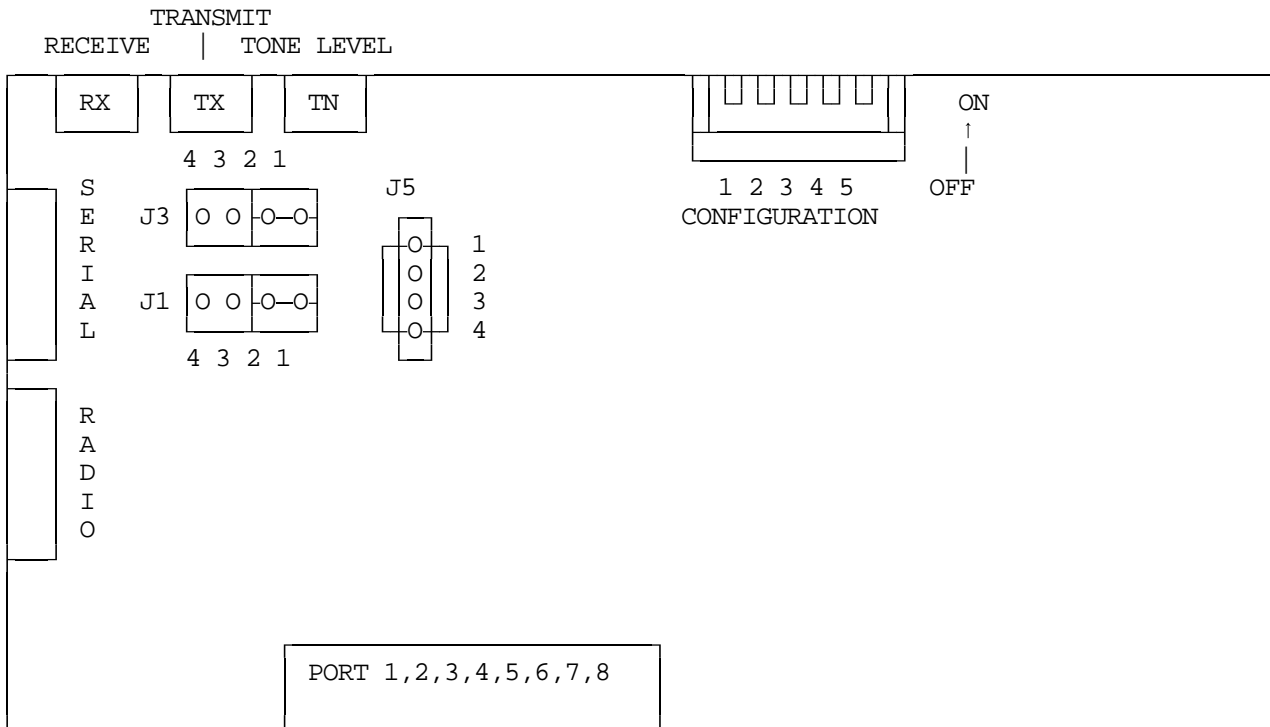 TRANSMIT
RECEIVE | TONE LEVEL
RX TX TN ON
↑
4 3 2 1 |
SERIAL J5 1 2 3 4 5 OFF
J3 O O O O CONFIGURATION
O 1
O 2
J1 O O O O O 3
O 4
4 3 2 1
RADIO
PORT 1,2,3,4,5,6,7,8